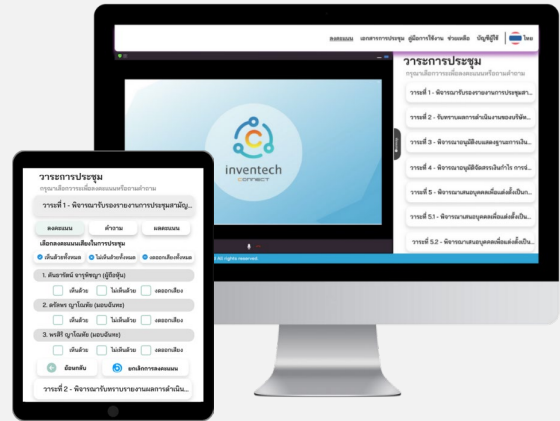 ลงคะแนน เอกสารการประชุม คู่มือการใช้งาน ช่วยเหลือ บัญชีผู้ใช้ ไทย
วาระการประชุม
กรุณาเลือกวาระเพื่อลงคะแนนหรือถามคำถาม
วาระที่ 1 - พิจารณารับรองรายงานการประชุมสา...
วาระที่ 2 - รับทราบผลการดำเนินงานของบริษัท...
วาระที่ 3 - พิจารณาอนุมัติงบแสดงฐานะการเงิน...
วาระที่ 4 - พิจารณาอนุมัติจัดสรรเงินกำไร การจ่...
วาระที่ 5 - พิจารณาเสนอบุคคลเพื่อแต่งตั้งเป็นก...
วาระที่ 5.1 - พิจารณาเสนอบุคคลเพื่อแต่งตั้งเป็น...
วาระที่ 5.2 - พิจารณาเสนอบุคคลเพื่อแต่งตั้งเป็น...
inventech
CONNECT
All rights reserved.
วาระการประชุม
กรุณาเลือกวาระเพื่อลงคะแนนหรือถามคำถาม
วาระที่ 1 - พิจารณารับรองรายงานการประชุมสามัญ...
ลงคะแนน คำถาม ผลคะแนน
เลือกลงคะแนนเสียงในการประชุม
เห็นด้วยทั้งหมด ไม่เห็นด้วยทั้งหมด งดออกเสียงทั้งหมด
1. ศันยารัตน์ จารุพัชญา (ผู้ถือหุ้น)
เห็นด้วย ไม่เห็นด้วย งดออกเสียง
2. ตรัคพร ญาโณทัย (มอบฉันทะ)
เห็นด้วย ไม่เห็นด้วย งดออกเสียง
3. พรสิริ ญาโณทัย (มอบฉันทะ)
เห็นด้วย ไม่เห็นด้วย งดออกเสียง
ย้อนกลับ ยกเลิกการลงคะแนน
วาระที่ 2 - พิจารณารับทราบรายงานผลการดำเนิน...